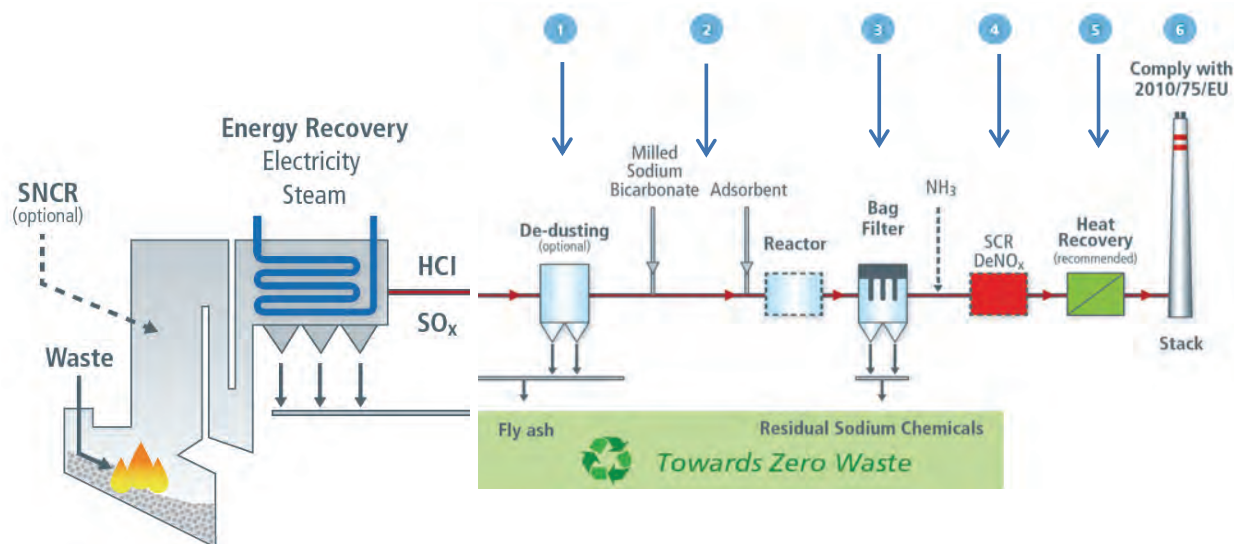 1
2
3
4
5
6
Comply with
2010/75/EU
Energy Recovery
Electricity
Steam
SNCR
(optional)
Milled
Sodium
Bicarbonate
Adsorbent
NH₃
De-dusting
(optional)
Reactor
Bag
Filter
SCR
DeNOₓ
Heat
Recovery
(recommended)
HCl
SOₓ
Stack
Waste
Fly ash
Residual Sodium Chemicals
Towards Zero Waste